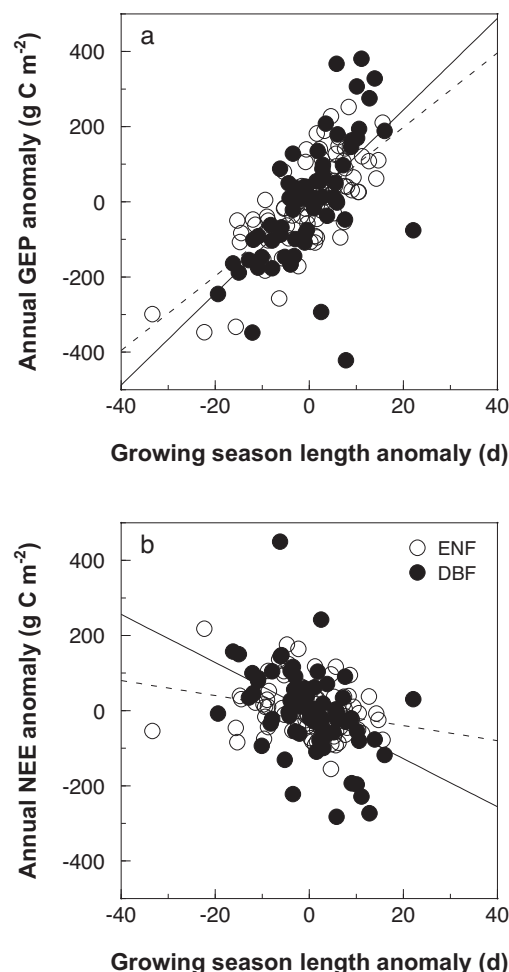 a
400
200
0
-200
-400
-40 -20 0 20 40
Annual GEP anomaly (g C m-2)
Growing season length anomaly (d)
b
ENF
DBF
400
200
0
-200
-400
-40 -20 0 20 40
Annual NEE anomaly (g C m-2)
Growing season length anomaly (d)